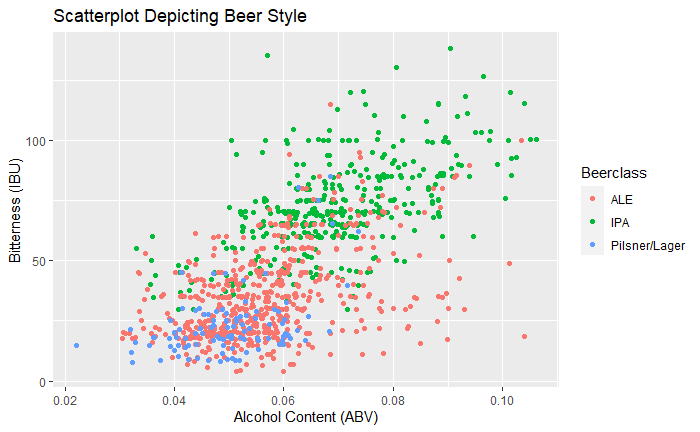 Scatterplot Depicting Beer Style
Bitterness (IBU)
100
50
0
0.02 0.04 0.06 0.08 0.10
Alcohol Content (ABV)
Beerclass
ALE
IPA
Pilsner/Lager